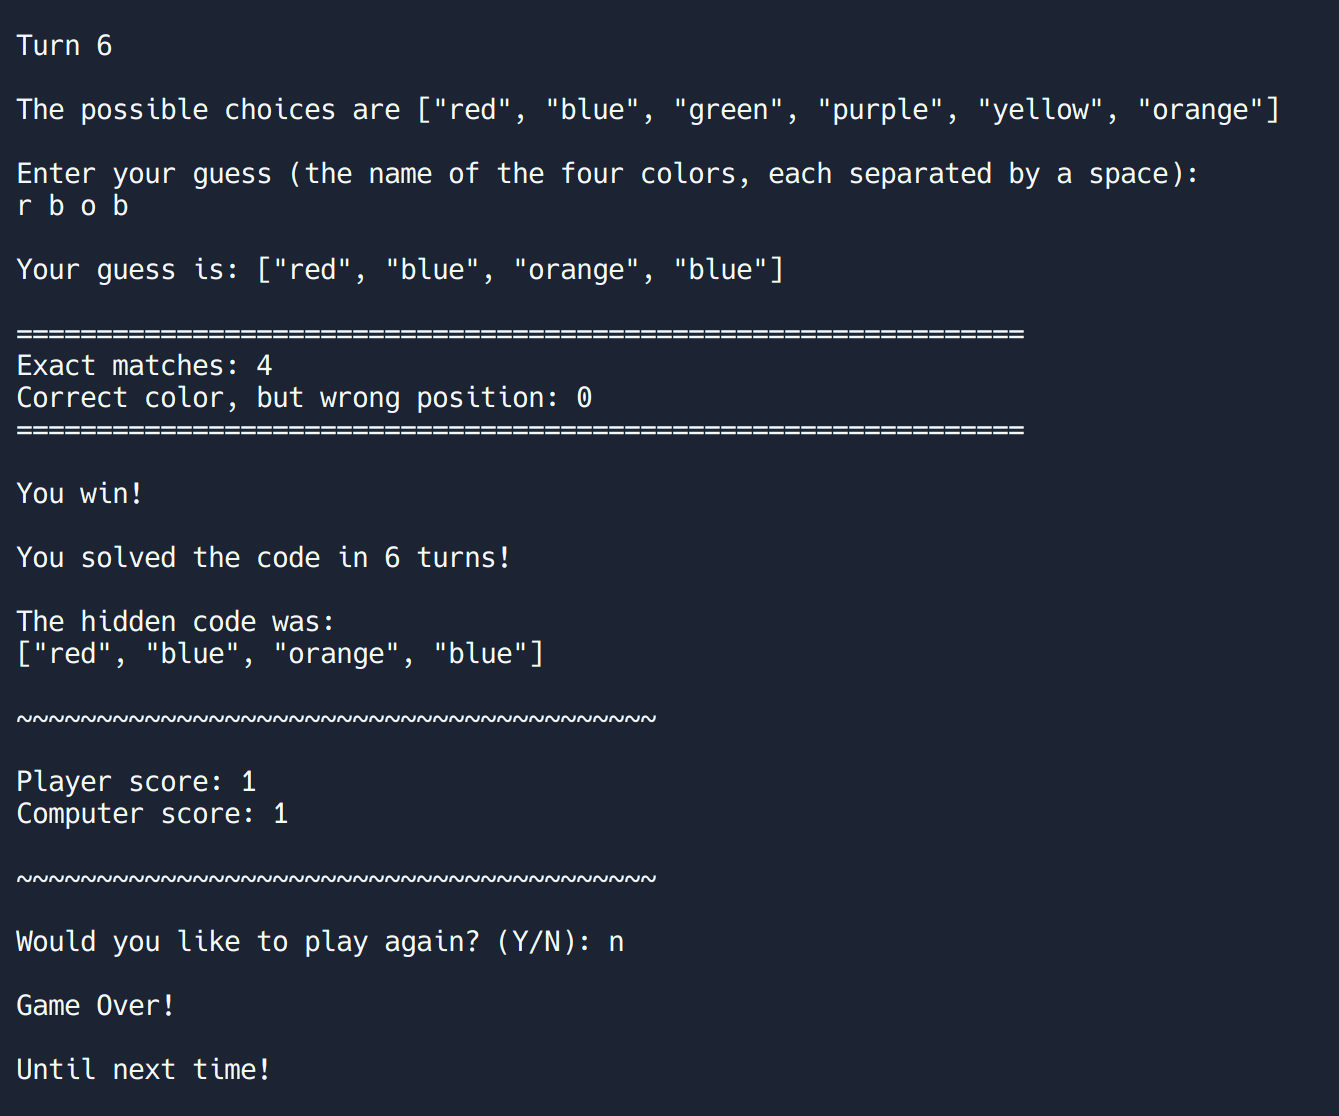 Turn 6
The possible choices are ["red", "blue", "green", "purple", "yellow", "orange"]
Enter your guess (the name of the four colors, each separated by a space):
r b o b
Your guess is: ["red", "blue", "orange", "blue"]
===============================================================
Exact matches: 4
Correct color, but wrong position: 0
===============================================================
You win!
You solved the code in 6 turns!
The hidden code was:
["red", "blue", "orange", "blue"]
~~~~~~~~~~~~~~~~~~~~~~~~~~~~~~~~~~~~~~~~
Player score: 1
Computer score: 1
~~~~~~~~~~~~~~~~~~~~~~~~~~~~~~~~~~~~~~~~
Would you like to play again? (Y/N): n
Game Over!
Until next time!